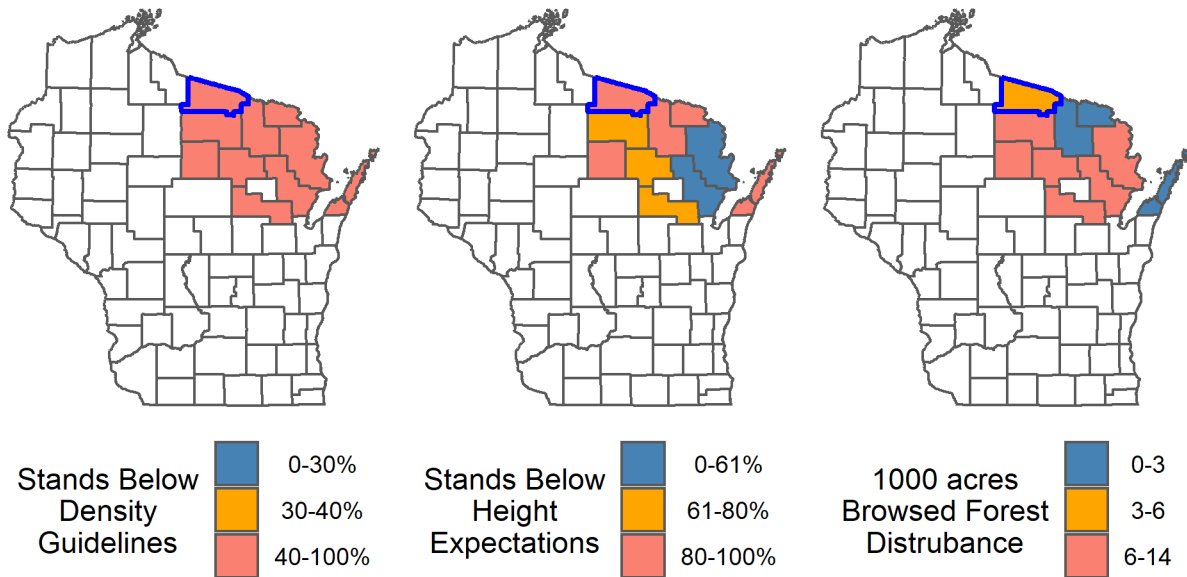 Stands Below
Density
Guidelines
0-30%
30-40%
40-100%
Stands Below
Height
Expectations
0-61%
61-80%
80-100%
1000 acres
Browsed Forest
Distrubance
0-3
3-6
6-14